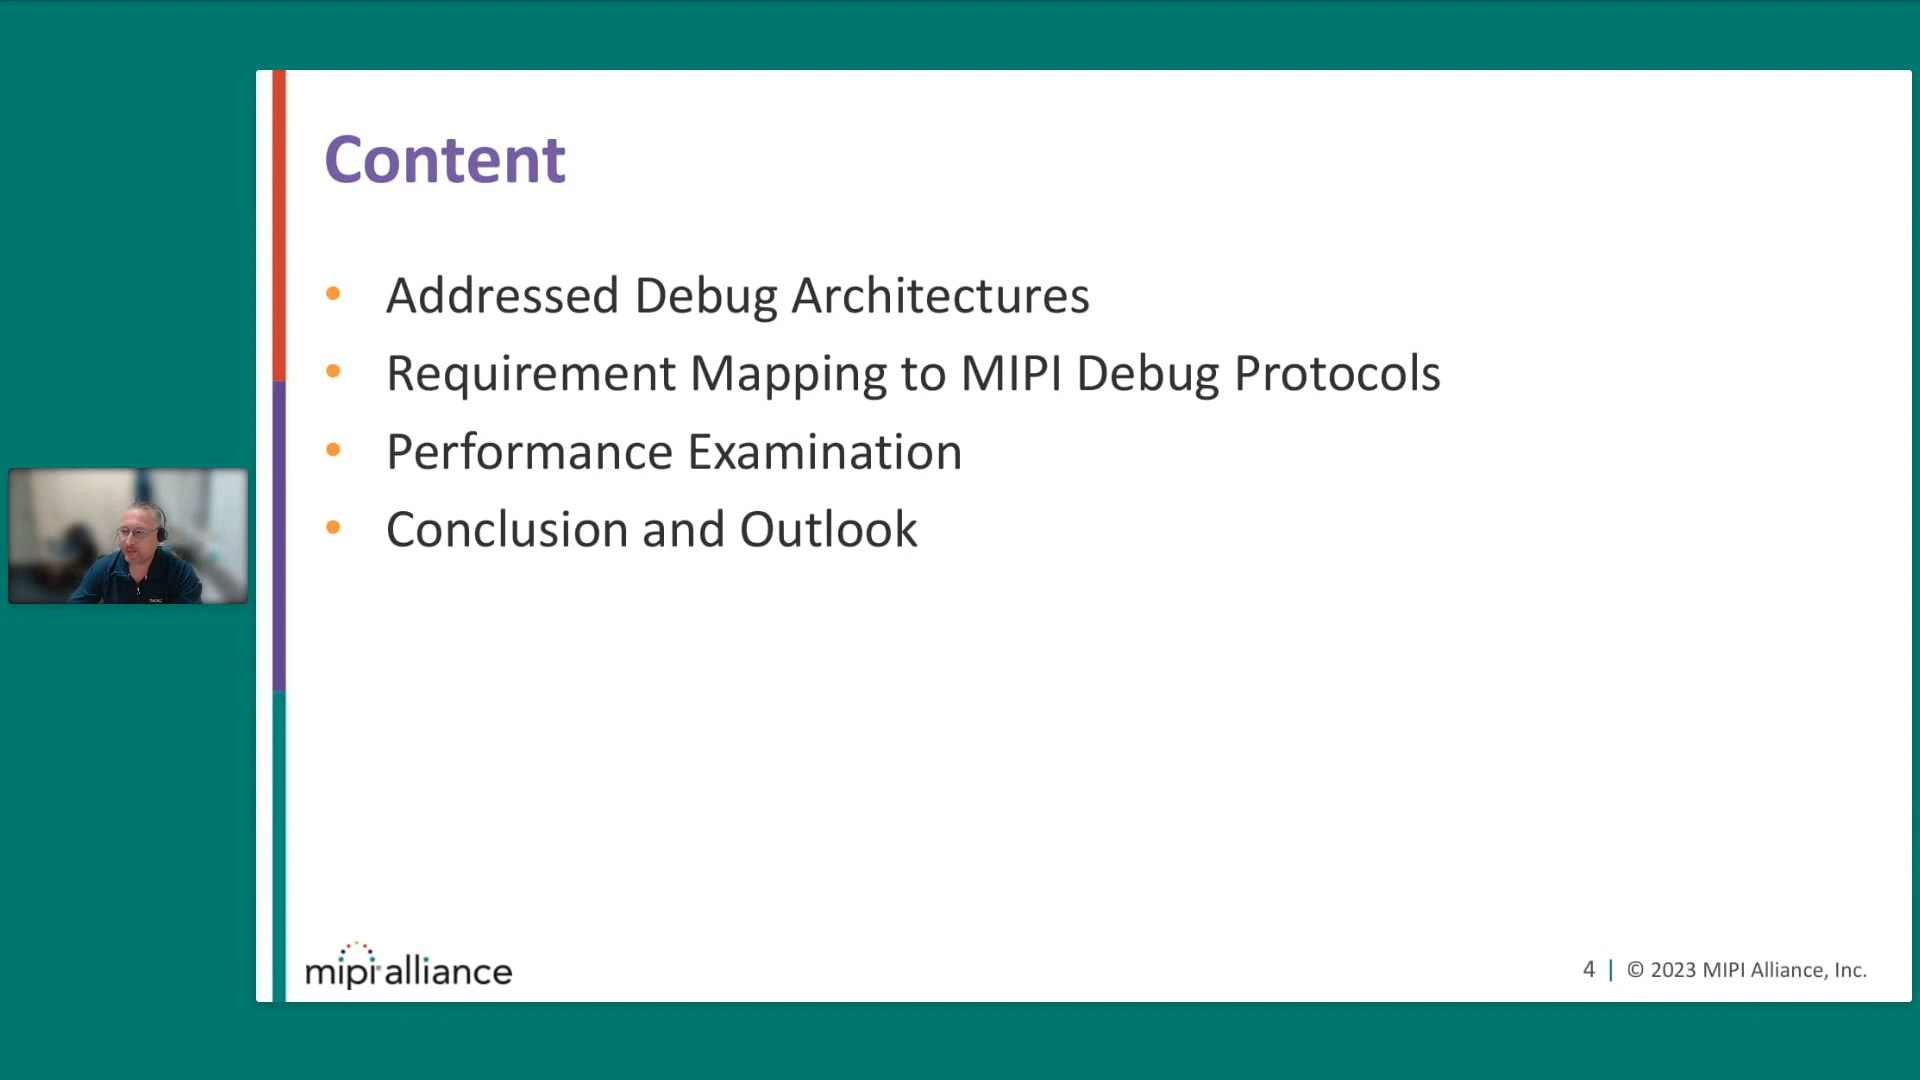 Content
• Addressed Debug Architectures
• Requirement Mapping to MIPI Debug Protocols
• Performance Examination
• Conclusion and Outlook
mipi alliance
4 | © 2023 MIPI Alliance, Inc.